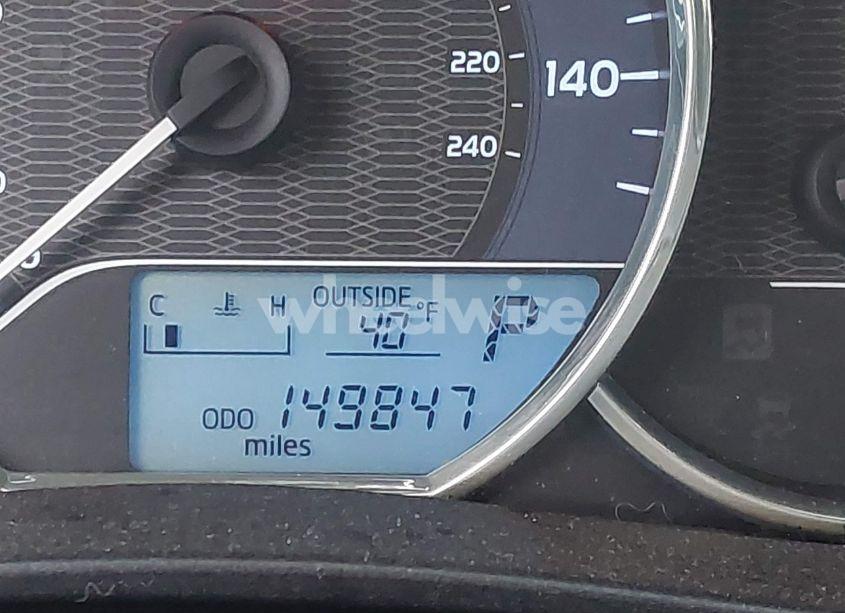 220
140
240
C H OUTSIDE
40 °F P
wheelwise
ODO 149847
miles